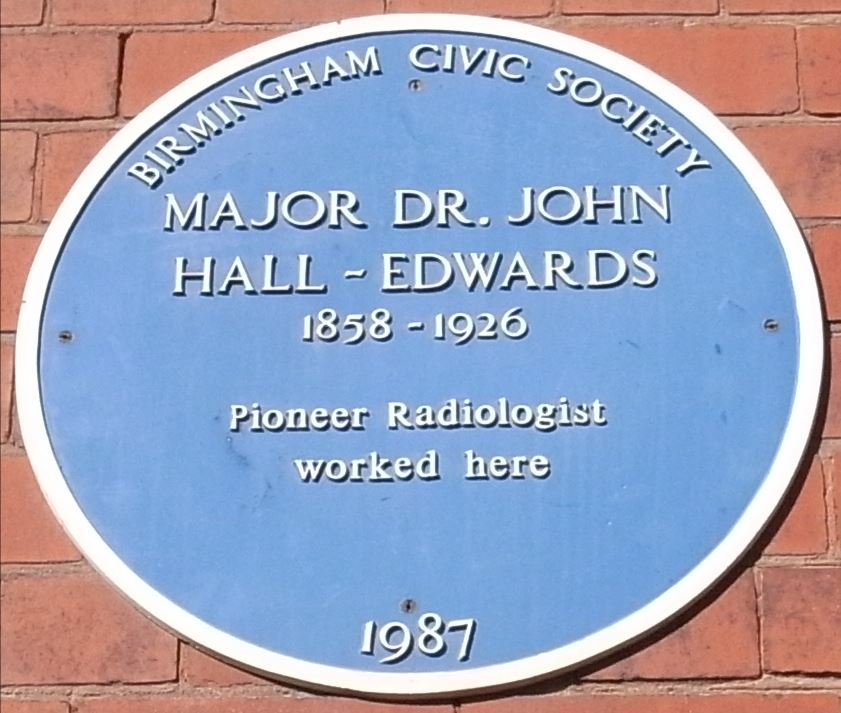 BIRMINGHAM CIVIC SOCIETY
MAJOR DR. JOHN
HALL - EDWARDS
1858 - 1926
Pioneer Radiologist
worked here
1987